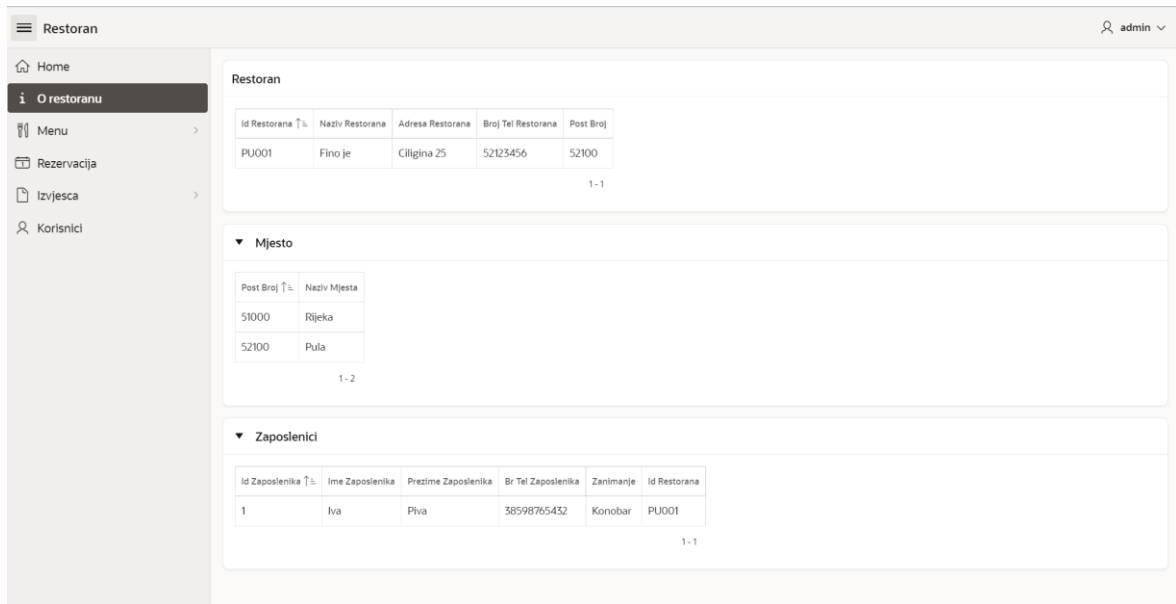 Restoran
admin
Home
O restoranu
Menu
Rezervacija
Izvjesca
Korisnici
Restoran
Id Restorana Naziv Restorana Adresa Restorana Broj Tel Restorana Post Broj
PU001 Fino je Ciligina 25 52123456 52100
1 - 1
Mjesto
Post Broj Naziv Mjesta
51000 Rijeka
52100 Pula
1 - 2
Zaposlenici
Id Zaposlenika Ime Zaposlenika Prezime Zaposlenika Br Tel Zaposlenika Zanimanje Id Restorana
1 Iva Piva 38598765432 Konobar PU001
1 - 1